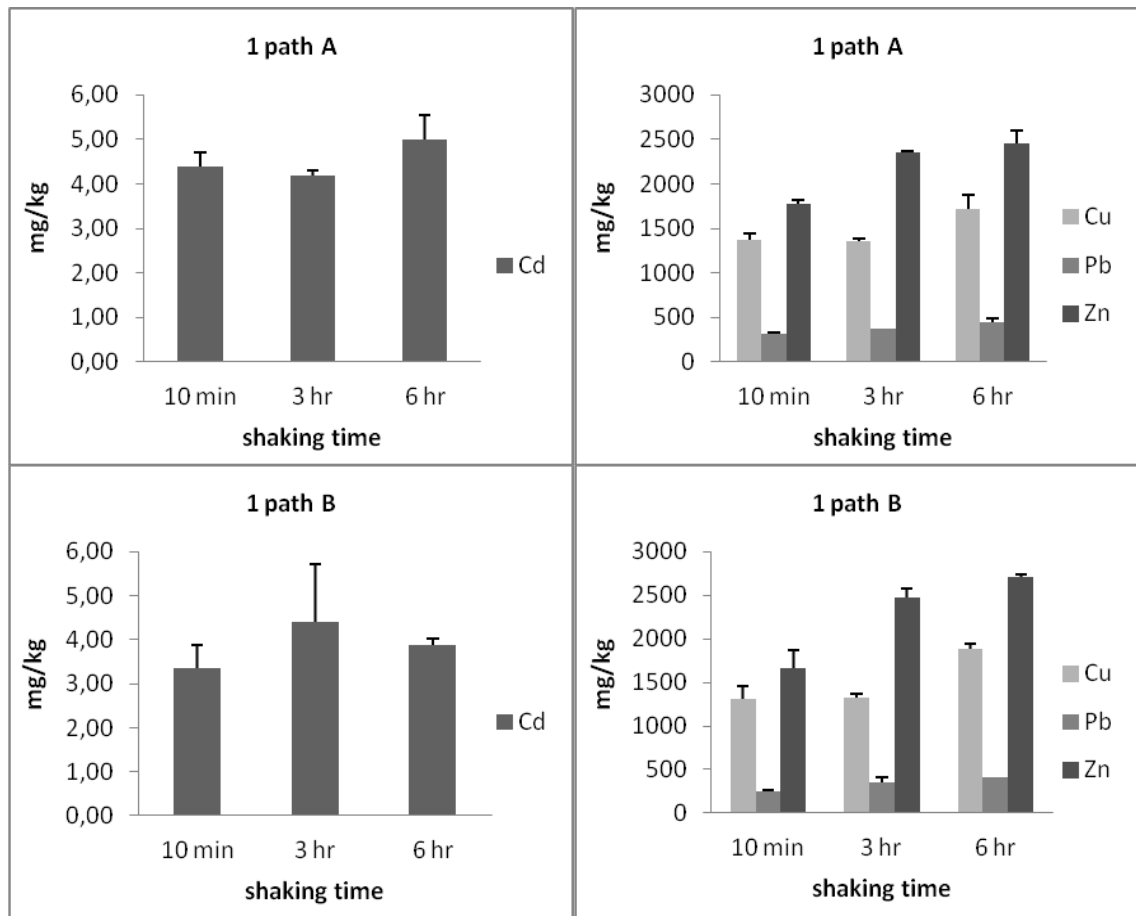 1 path A
6,00
5,00
4,00
3,00
2,00
1,00
0,00
mg/kg
10 min 3 hr 6 hr
shaking time
Cd
1 path A
3000
2500
2000
1500
1000
500
0
mg/kg
10 min 3 hr 6 hr
shaking time
Cu
Pb
Zn
1 path B
6,00
5,00
4,00
3,00
2,00
1,00
0,00
mg/kg
10 min 3 hr 6 hr
shaking time
Cd
1 path B
3000
2500
2000
1500
1000
500
0
mg/kg
10 min 3 hr 6 hr
shaking time
Cu
Pb
Zn